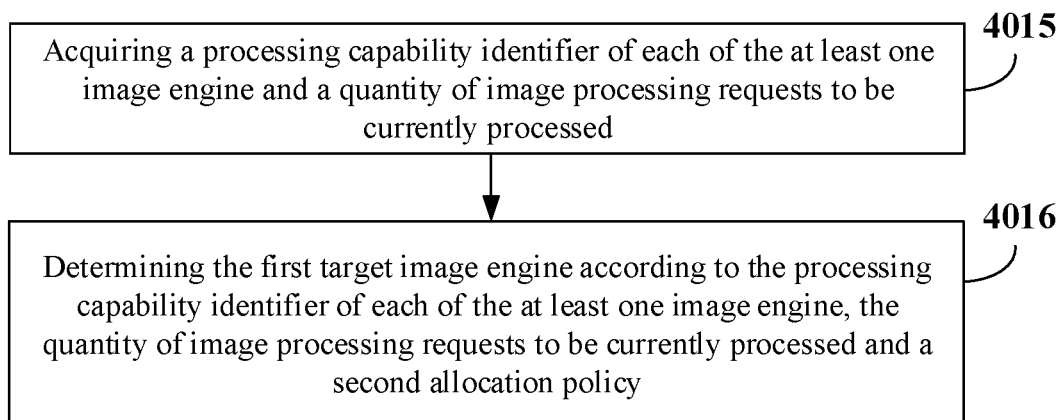 4015
Acquiring a processing capability identifier of each of the at least one
image engine and a quantity of image processing requests to be
currently processed
4016
Determining the first target image engine according to the processing
capability identifier of each of the at least one image engine, the
quantity of image processing requests to be currently processed and a
second allocation policy